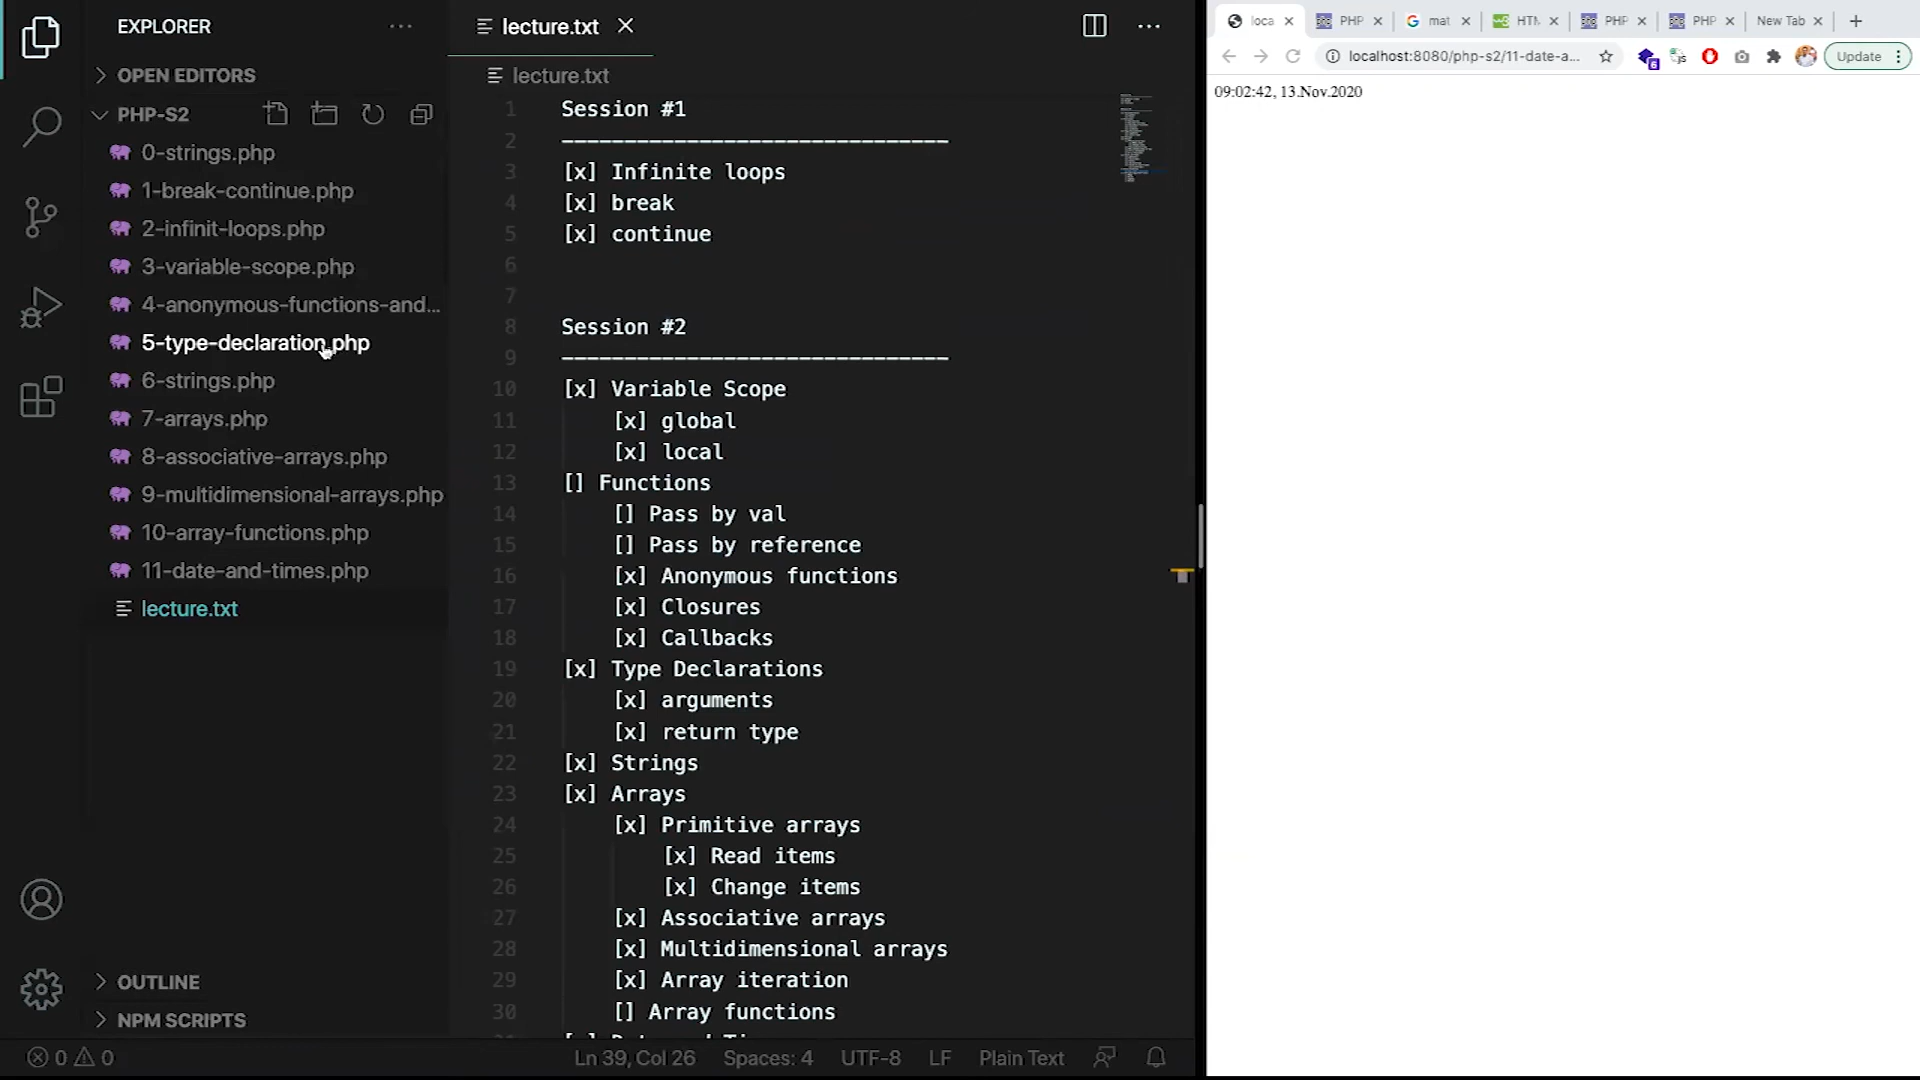 EXPLORER
OPEN EDITORS
PHP-S2
0-strings.php
1-break-continue.php
2-infinit-loops.php
3-variable-scope.php
4-anonymous-functions-and...
5-type-declaration.php
6-strings.php
7-arrays.php
8-associative-arrays.php
9-multidimensional-arrays.php
10-array-functions.php
11-date-and-times.php
lecture.txt
OUTLINE
NPM SCRIPTS
lecture.txt
lecture.txt
1 Session #1
2 -------------------------------
3 [x] Infinite loops
4 [x] break
5 [x] continue
6
7
8 Session #2
9 -------------------------------
10 [x] Variable Scope
11 [x] global
12 [x] local
13 [] Functions
14 [] Pass by val
15 [] Pass by reference
16 [x] Anonymous functions
17 [x] Closures
18 [x] Callbacks
19 [x] Type Declarations
20 [x] arguments
21 [x] return type
22 [x] Strings
23 [x] Arrays
24 [x] Primitive arrays
25 [x] Read items
26 [x] Change items
27 [x] Associative arrays
28 [x] Multidimensional arrays
29 [x] Array iteration
30 [] Array functions
0 0
Ln 39, Col 26 Spaces: 4 UTF-8 LF Plain Text
loca PHP mat HTM PHP PHP New Tab
localhost:8080/php-s2/11-date-a... 6 Update
09:02:42, 13.Nov.2020